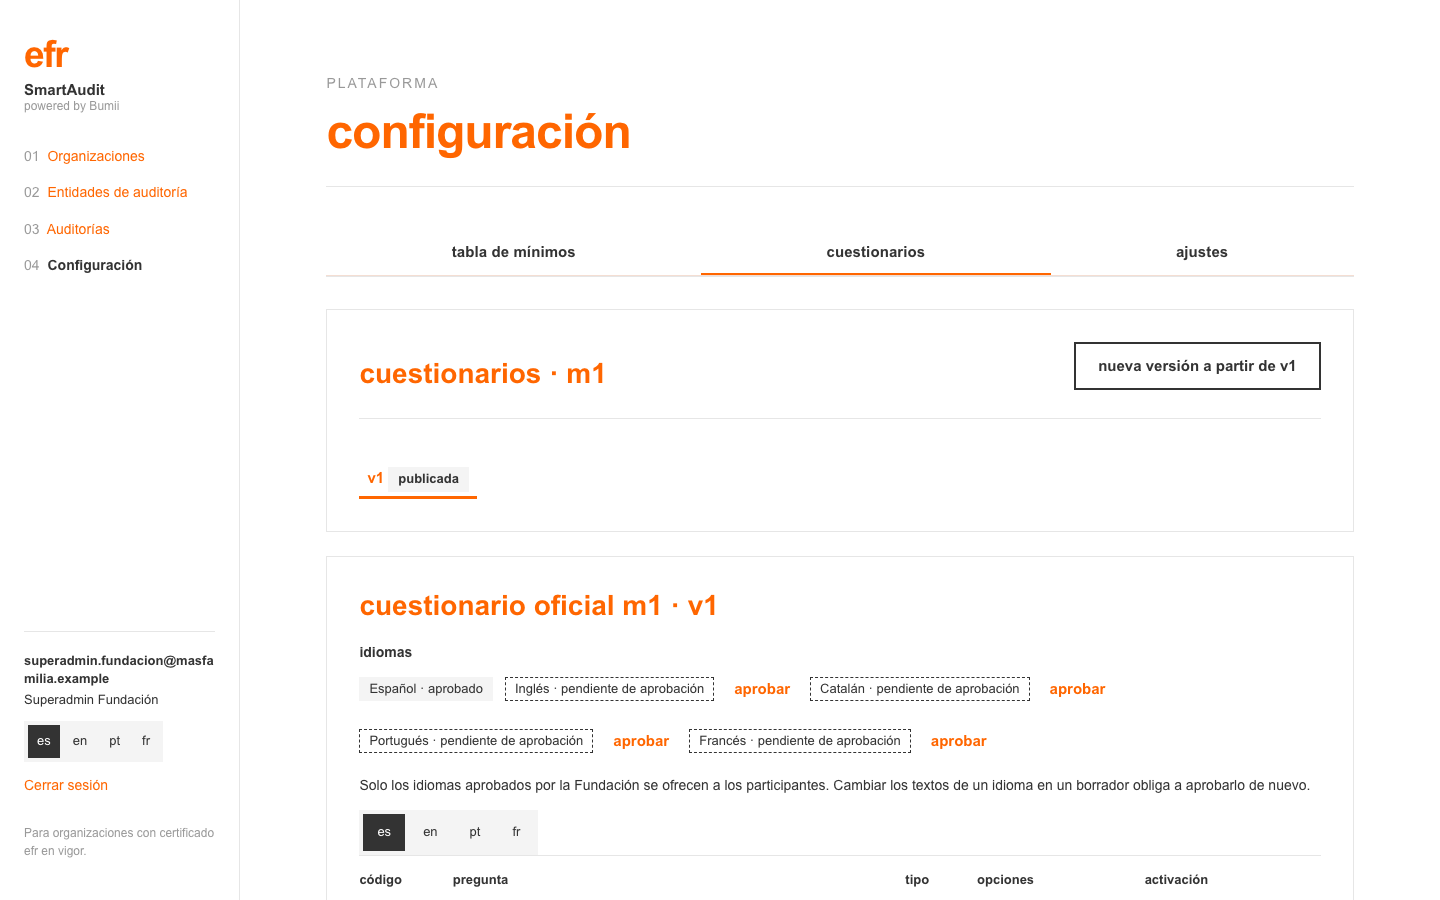 efr
SmartAudit
powered by Bumii
01 Organizaciones
02 Entidades de auditoría
03 Auditorías
04 Configuración
superadmin.fundacion@masfa
milia.example
Superadmin Fundación
es en pt fr
Cerrar sesión
Para organizaciones con certificado
efr en vigor.
PLATAFORMA
configuración
tabla de mínimos cuestionarios ajustes
cuestionarios · m1
nueva versión a partir de v1
v1 publicada
cuestionario oficial m1 · v1
idiomas
Español · aprobado Inglés · pendiente de aprobación aprobar Catalán · pendiente de aprobación aprobar
Portugués · pendiente de aprobación aprobar Francés · pendiente de aprobación aprobar
Solo los idiomas aprobados por la Fundación se ofrecen a los participantes. Cambiar los textos de un idioma en un borrador obliga a aprobarlo de nuevo.
es en pt fr
código pregunta tipo opciones activación